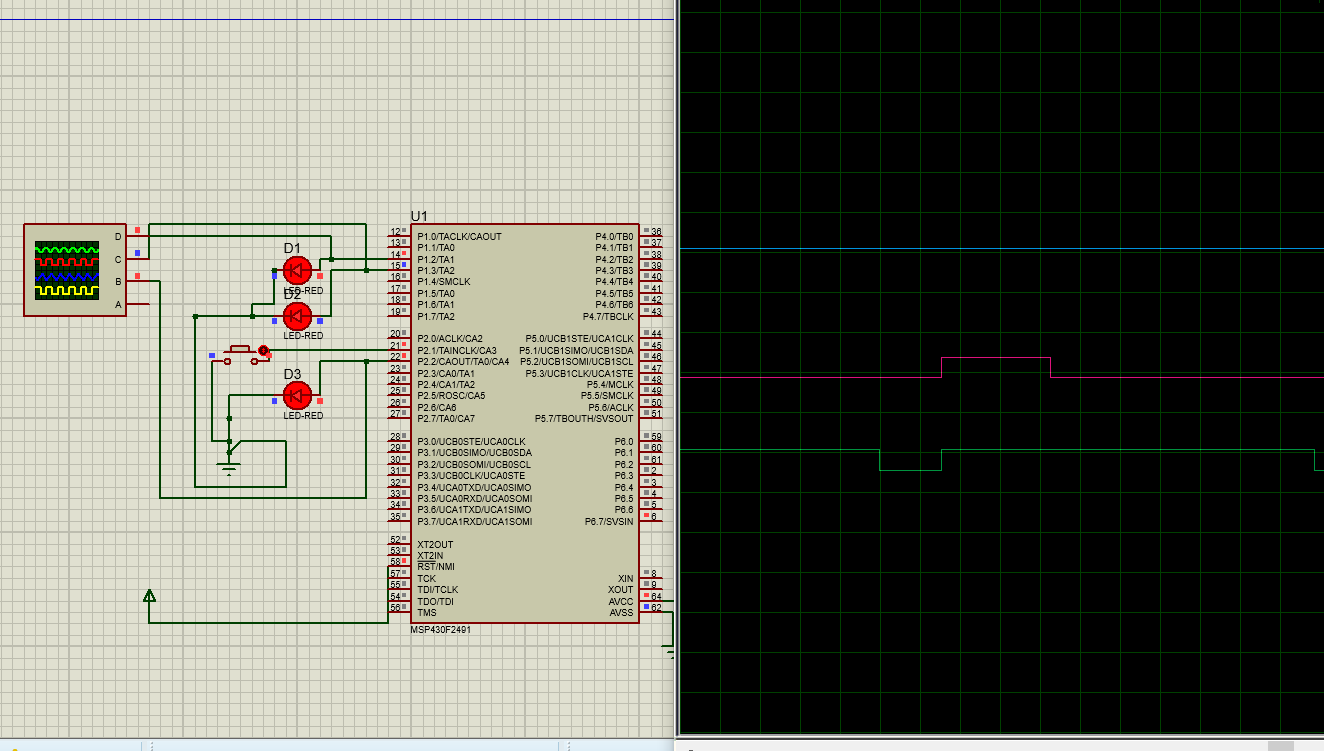 U1
D
C
B
A
D1
LED-RED
D2
LED-RED
D3
LED-RED
12 P1.0/TACLK/CAOUT P4.0/TB0 36
13 P1.1/TA0 P4.1/TB1 37
14 P1.2/TA1 P4.2/TB2 38
15 P1.3/TA2 P4.3/TB3 39
16 P1.4/SMCLK P4.4/TB4 40
17 P1.5/TA0 P4.5/TB5 41
18 P1.6/TA1 P4.6/TB6 42
19 P1.7/TA2 P4.7/TBCLK 43
20 P2.0/ACLK/CA2 P5.0/UCB1STE/UCA1CLK 44
21 P2.1/TAINCLK/CA3 P5.1/UCB1SIMO/UCB1SDA 45
22 P2.2/CAOUT/TA0/CA4 P5.2/UCB1SOMI/UCB1SCL 46
23 P2.3/CA0/TA1 P5.3/UCB1CLK/UCA1STE 47
24 P2.4/CA1/TA2 P5.4/MCLK 48
25 P2.5/ROSC/CA5 P5.5/SMCLK 49
26 P2.6/CA6 P5.6/ACLK 50
27 P2.7/TA0/CA7 P5.7/TBOUTH/SVSOUT 51
28 P3.0/UCB0STE/UCA0CLK P6.0 59
29 P3.1/UCB0SIMO/UCB0SDA P6.1 60
30 P3.2/UCB0SOMI/UCB0SCL P6.2 61
31 P3.3/UCB0CLK/UCA0STE P6.3 2
32 P3.4/UCA0TXD/UCA0SIMO P6.4 3
33 P3.5/UCA0RXD/UCA0SOMI P6.5 4
34 P3.6/UCA1TXD/UCA1SIMO P6.6 5
35 P3.7/UCA1RXD/UCA1SOMI P6.7/SVSIN 6
52 XT2OUT
53 XT2IN
58 RST/NMI
57 TCK XIN 8
55 TDI/TCLK XOUT 9
54 TDO/TDI AVCC 64
56 TMS AVSS 62
MSP430F2491